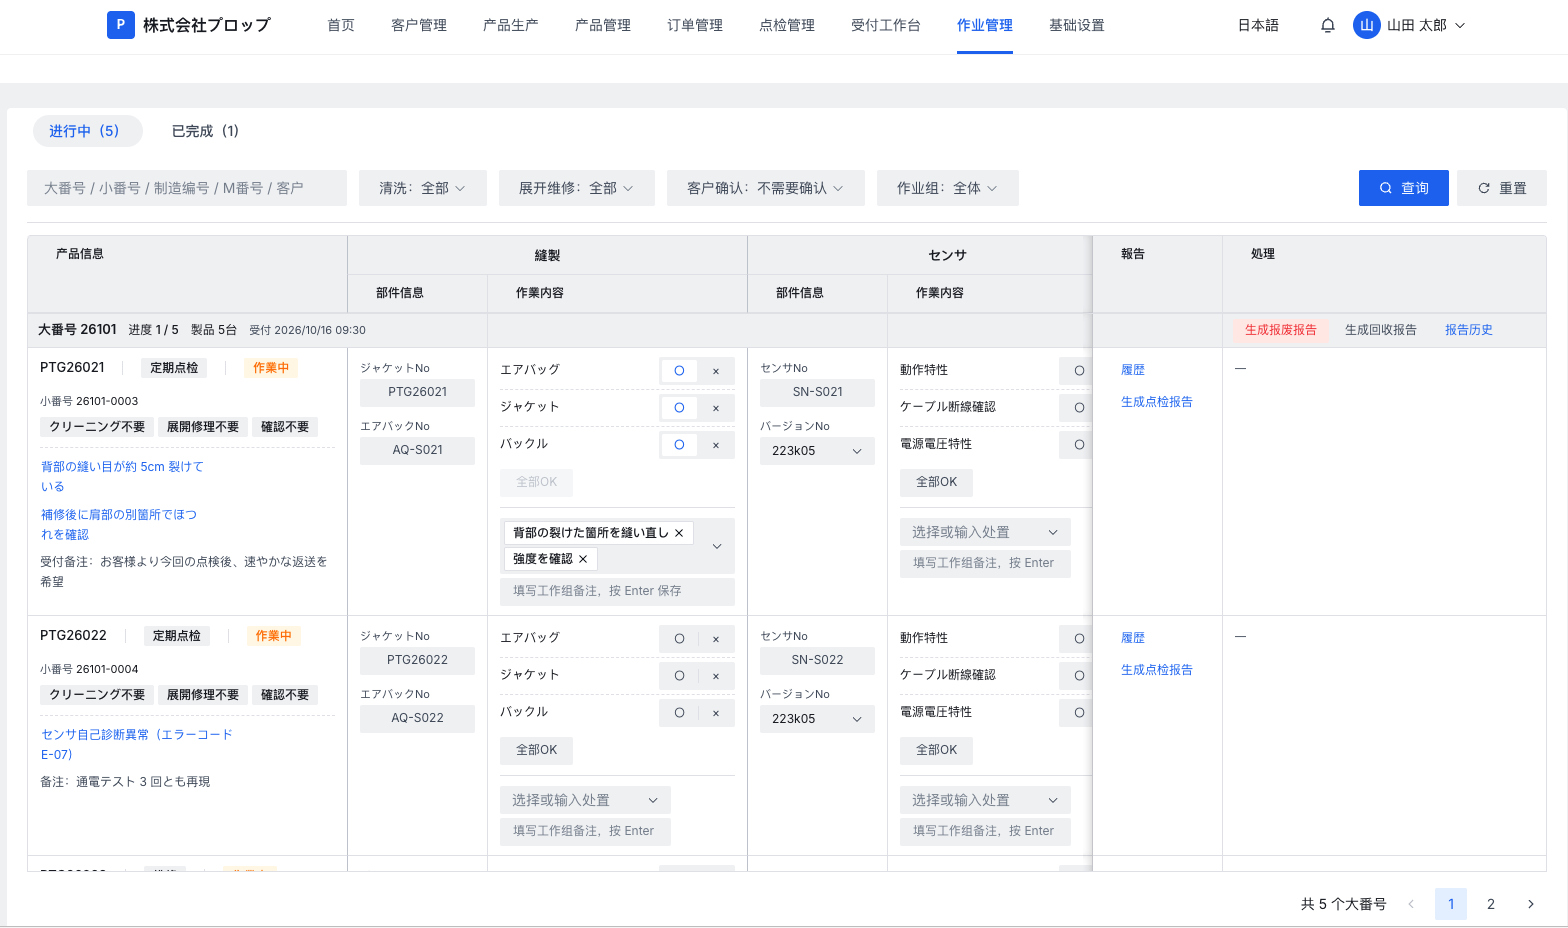 P 株式会社プロップ 首页 客户管理 产品生产 产品管理 订单管理 点检管理 受付工作台 作业管理 基础设置 日本語 山 山田 太郎
进行中（5） 已完成（1）
大番号 / 小番号 / 制造编号 / M番号 / 客户 清洗：全部 展开维修：全部 客户确认：不需要确认 作业组：全体 查询 重置
产品信息 縫製 センサ 報告 処理
部件信息 作業内容 部件信息 作業内容
大番号 26101 进度 1 / 5 製品 5台 受付 2026/10/16 09:30 生成报废报告 生成回收报告 报告历史
PTG26021 定期点检 作業中
小番号 26101-0003
クリーニング不要 展開修理不要 確認不要
背部の縫い目が約 5cm 裂けて
いる
補修後に肩部の別箇所でほつ
れを確認
受付备注：お客様より今回の点検後、速やかな返送を
希望
ジャケットNo
PTG26021
エアバックNo
AQ-S021
エアバッグ ○ ×
ジャケット ○ ×
バックル ○ ×
全部OK
背部の裂けた箇所を縫い直し ×
強度を確認 ×
填写工作组备注，按 Enter 保存
センサNo
SN-S021
バージョンNo
223k05
動作特性 ○
ケーブル断線確認 ○
電源電圧特性 ○
全部OK
选择或输入处置
填写工作组备注，按 Enter
履歴
生成点检报告
—
PTG26022 定期点检 作業中
小番号 26101-0004
クリーニング不要 展開修理不要 確認不要
センサ自己診断異常（エラーコード
E-07）
备注：通電テスト 3 回とも再現
ジャケットNo
PTG26022
エアバックNo
AQ-S022
エアバッグ ○ ×
ジャケット ○ ×
バックル ○ ×
全部OK
选择或输入处置
填写工作组备注，按 Enter
センサNo
SN-S022
バージョンNo
223k05
動作特性 ○
ケーブル断線確認 ○
電源電圧特性 ○
全部OK
选择或输入处置
填写工作组备注，按 Enter
履歴
生成点检报告
—
共 5 个大番号 1 2